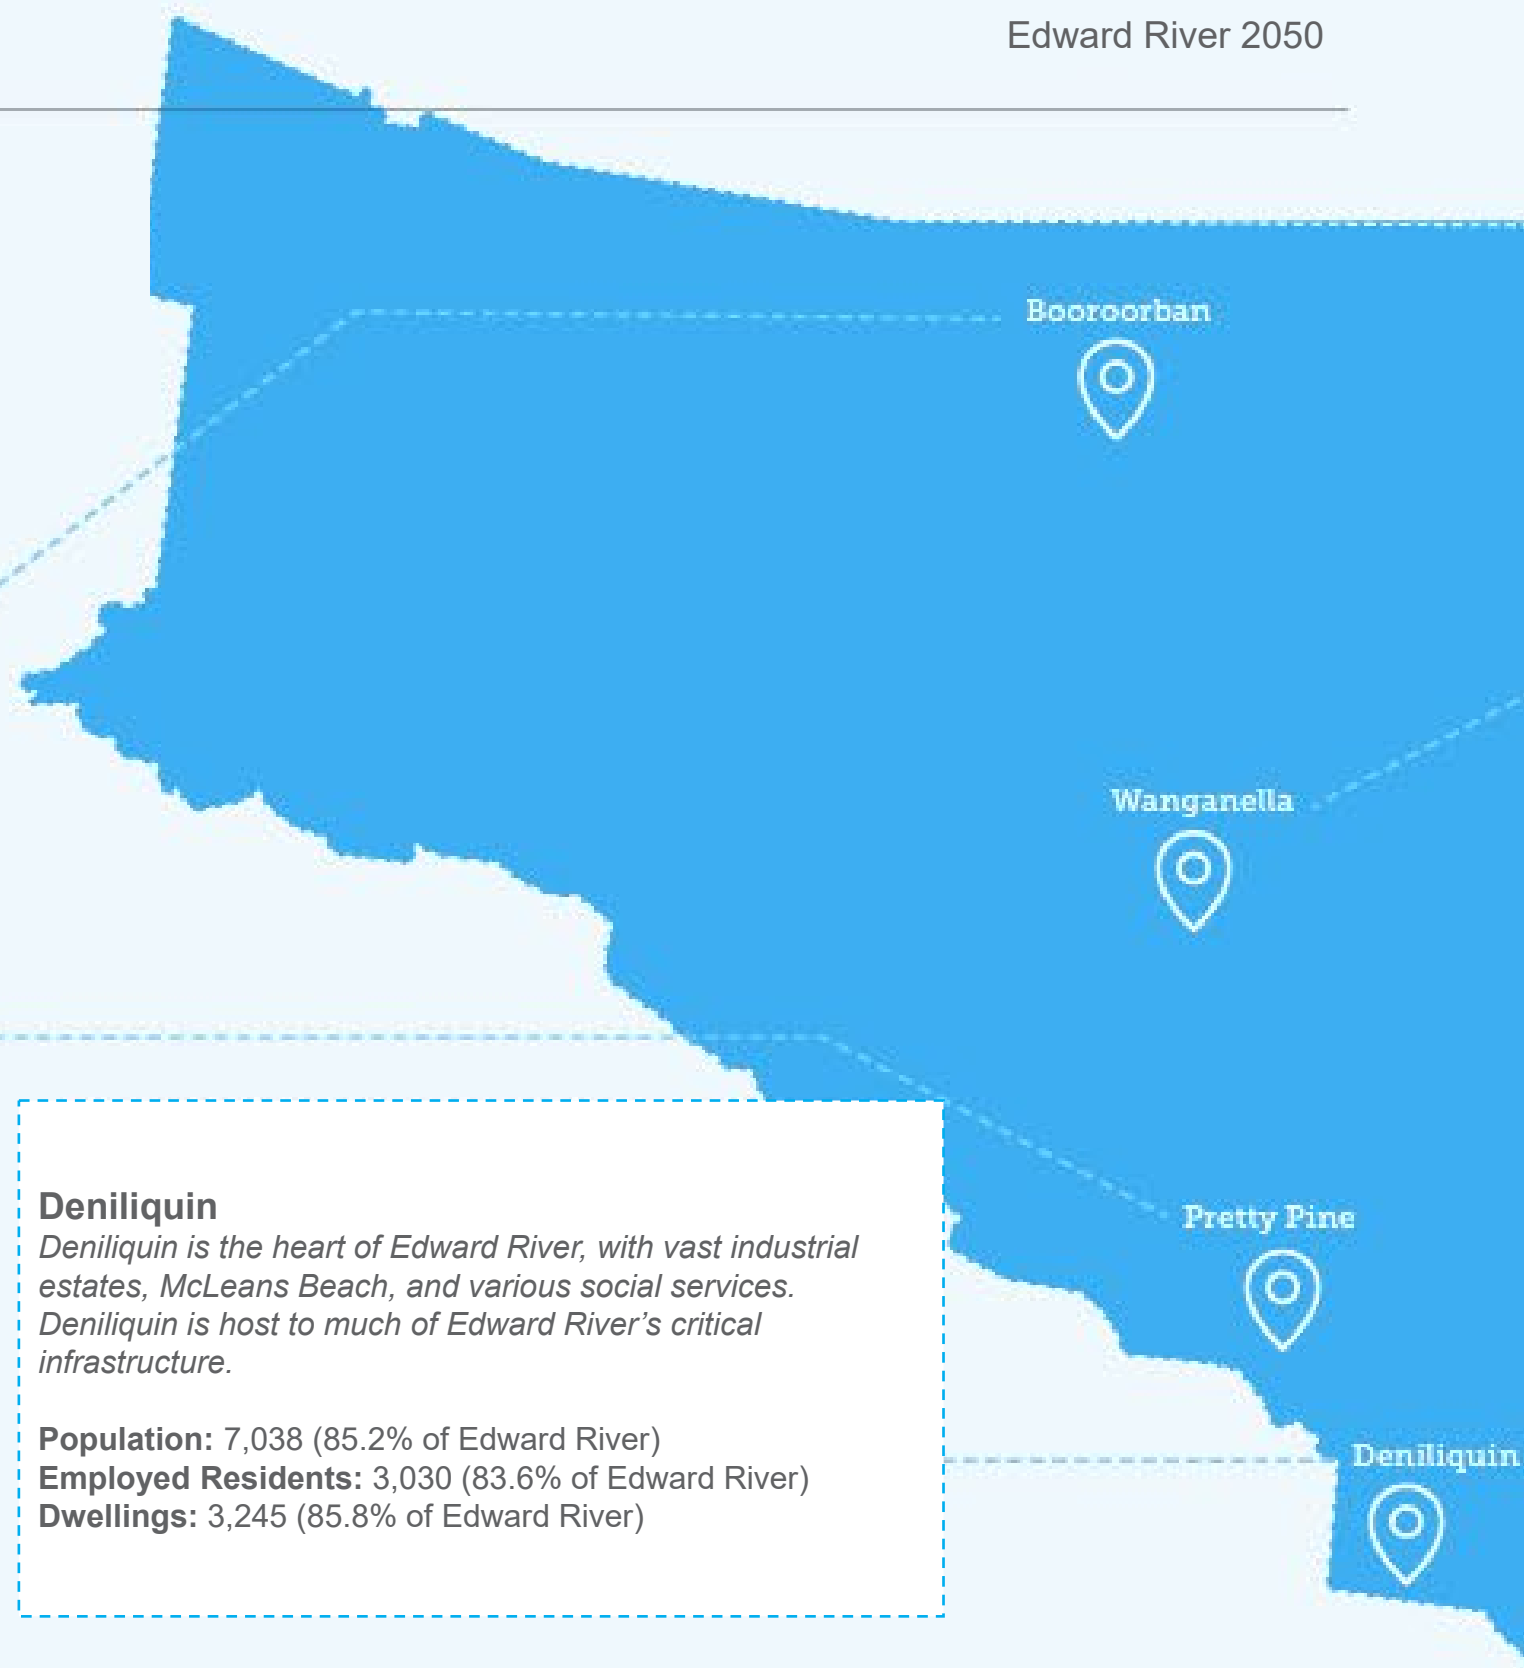 Edward River 2050
Booroorban
Wanganella
Pretty Pine
Deniliquin
Deniliquin
Deniliquin is the heart of Edward River, with vast industrial
estates, McLeans Beach, and various social services.
Deniliquin is host to much of Edward River’s critical
infrastructure.
Population: 7,038 (85.2% of Edward River)
Employed Residents: 3,030 (83.6% of Edward River)
Dwellings: 3,245 (85.8% of Edward River)